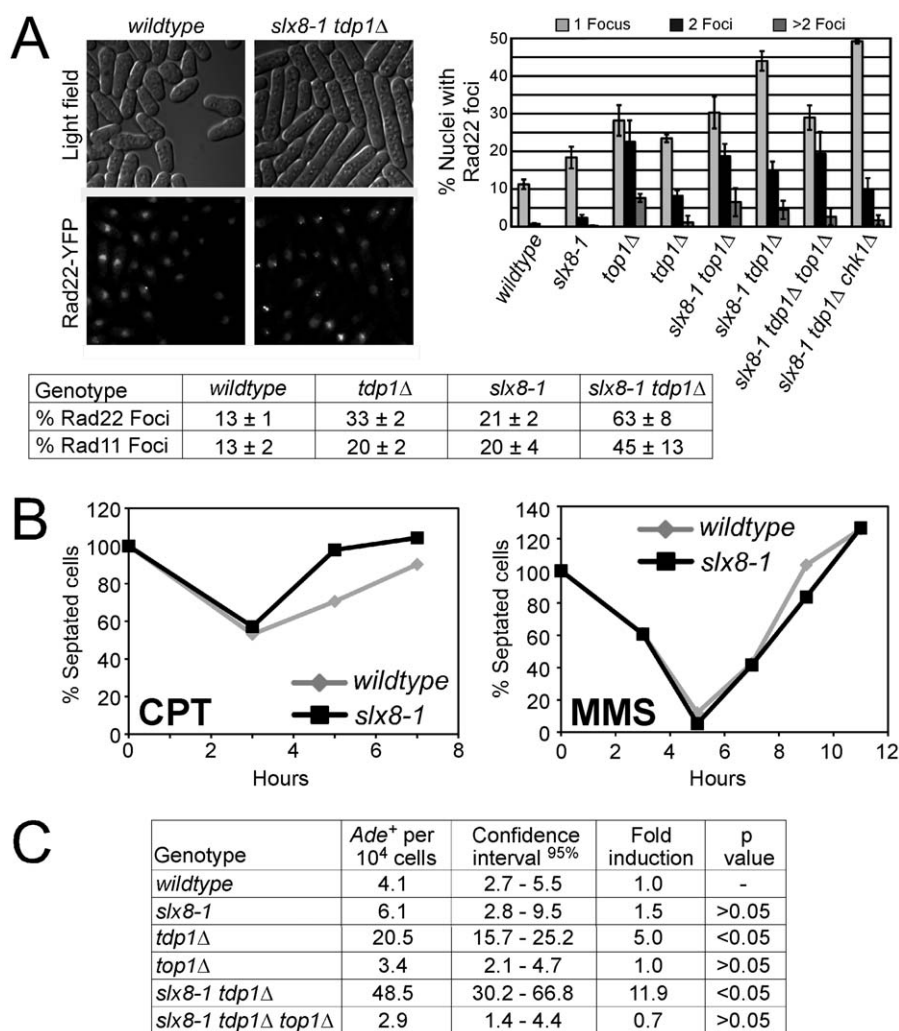 A
wildtype
slx8-1 tdp1Δ
Light field
Rad22-YFP
1 Focus 2 Foci >2 Foci
% Nuclei with
Rad22 foci
50
40
30
20
10
0
wildtype
slx8-1
top1Δ
tdp1Δ
slx8-1 top1Δ
slx8-1 tdp1Δ
slx8-1 tdp1Δ top1Δ
slx8-1 tdp1Δ chk1Δ
Genotype wildtype tdp1Δ slx8-1 slx8-1 tdp1Δ
% Rad22 Foci 13 ± 1 33 ± 2 21 ± 2 63 ± 8
% Rad11 Foci 13 ± 2 20 ± 2 20 ± 4 45 ± 13
B
% Septated cells
120
100
80
60
40
20
0
wildtype
slx8-1
CPT
0 2 4 6 8
Hours
% Septated cells
140
120
100
80
60
40
20
0
wildtype
slx8-1
MMS
0 2 4 6 8 10 12
Hours
C
Genotype Ade+ per 10⁴ cells Confidence interval 95% Fold induction p value
wildtype 4.1 2.7 - 5.5 1.0 -
slx8-1 6.1 2.8 - 9.5 1.5 >0.05
tdp1Δ 20.5 15.7 - 25.2 5.0 <0.05
top1Δ 3.4 2.1 - 4.7 1.0 >0.05
slx8-1 tdp1Δ 48.5 30.2 - 66.8 11.9 <0.05
slx8-1 tdp1Δ top1Δ 2.9 1.4 - 4.4 0.7 >0.05